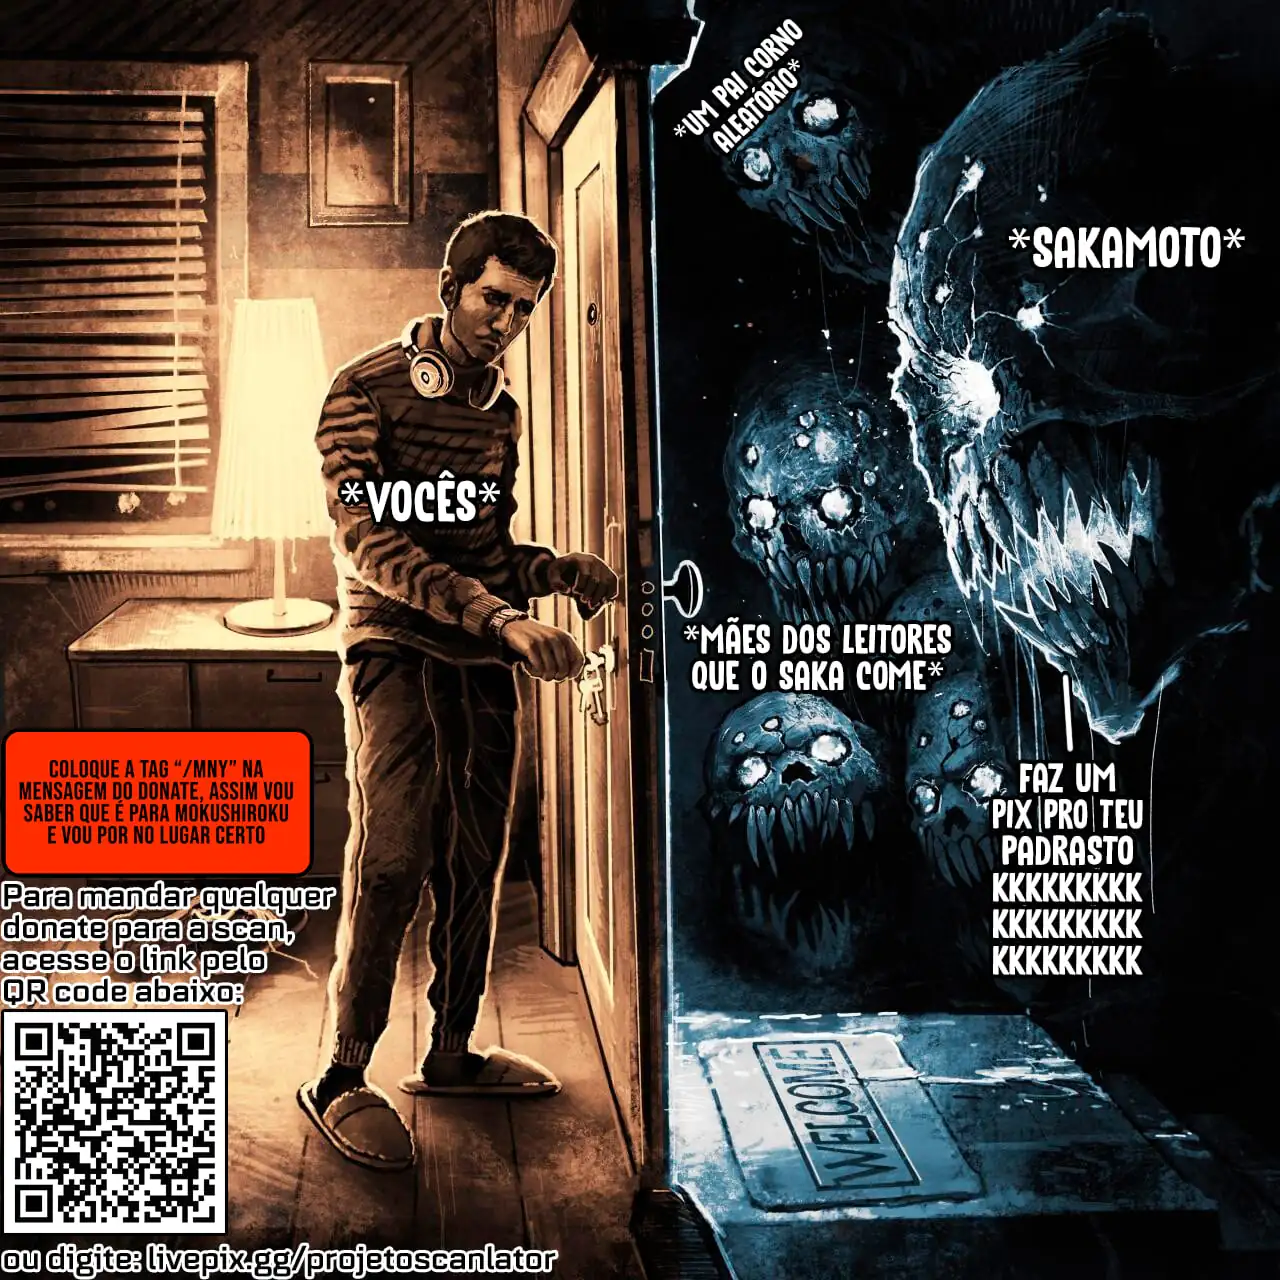 *UM PAI CORNO
ALEATÓRIO*
*SAKAMOTO*
*VOCÊS*
*MÃES DOS LEITORES
QUE O SAKA COME*
FAZ UM
PIX PRO TEU
PADRASTO
KKKKKKKKK
KKKKKKKKK
KKKKKKKKK
COLOQUE A TAG “/MNY” NA
MENSAGEM DO DONATE, ASSIM VOU
SABER QUE É PARA MOKUSHIROKU
E VOU POR NO LUGAR CERTO
Para mandar qualquer
donate para a scan,
acesse o link pelo
QR code abaixo:
ou digite: livepix.gg/projetoscanlator
WELCOME